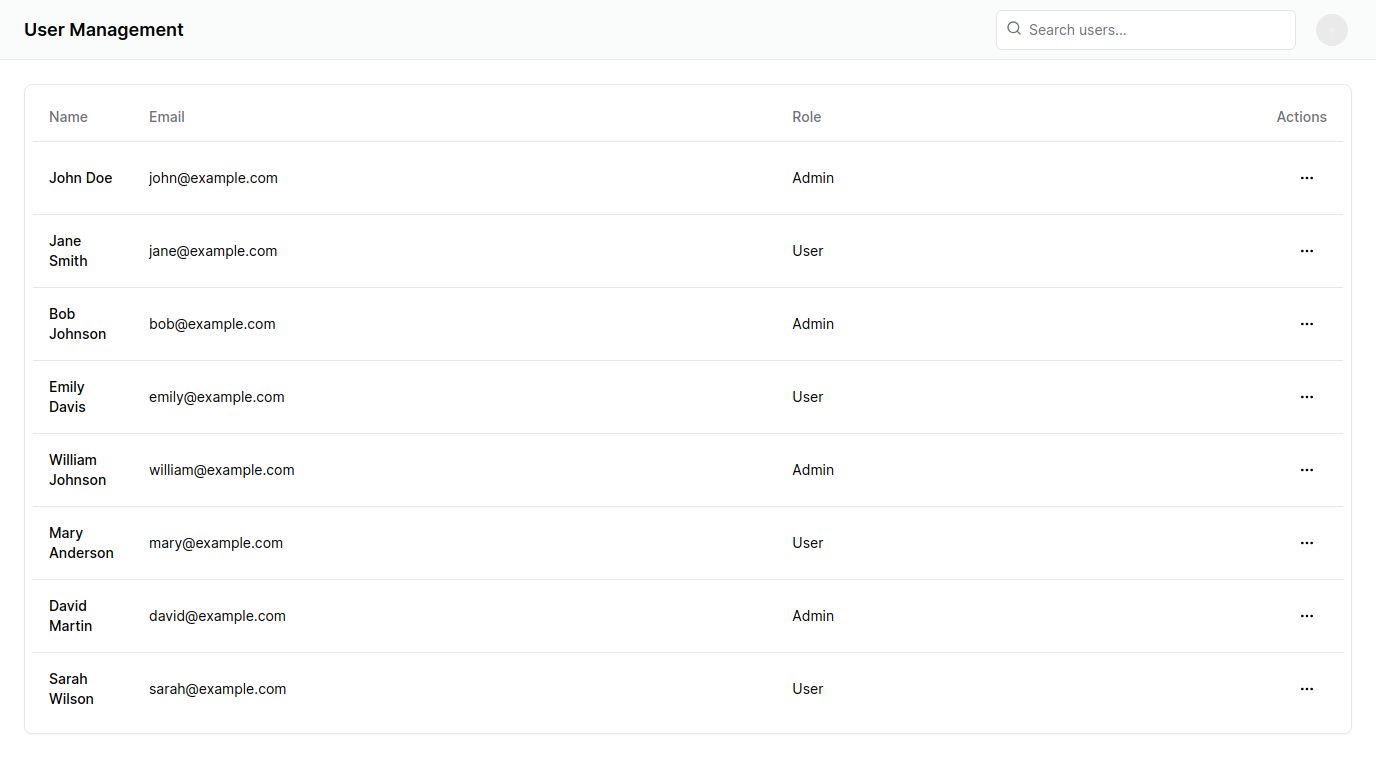 User Management
Search users...
Name Email Role Actions
John Doe john@example.com Admin
Jane
Smith
jane@example.com User
Bob
Johnson
bob@example.com Admin
Emily
Davis
emily@example.com User
William
Johnson
william@example.com Admin
Mary
Anderson
mary@example.com User
David
Martin
david@example.com Admin
Sarah
Wilson
sarah@example.com User